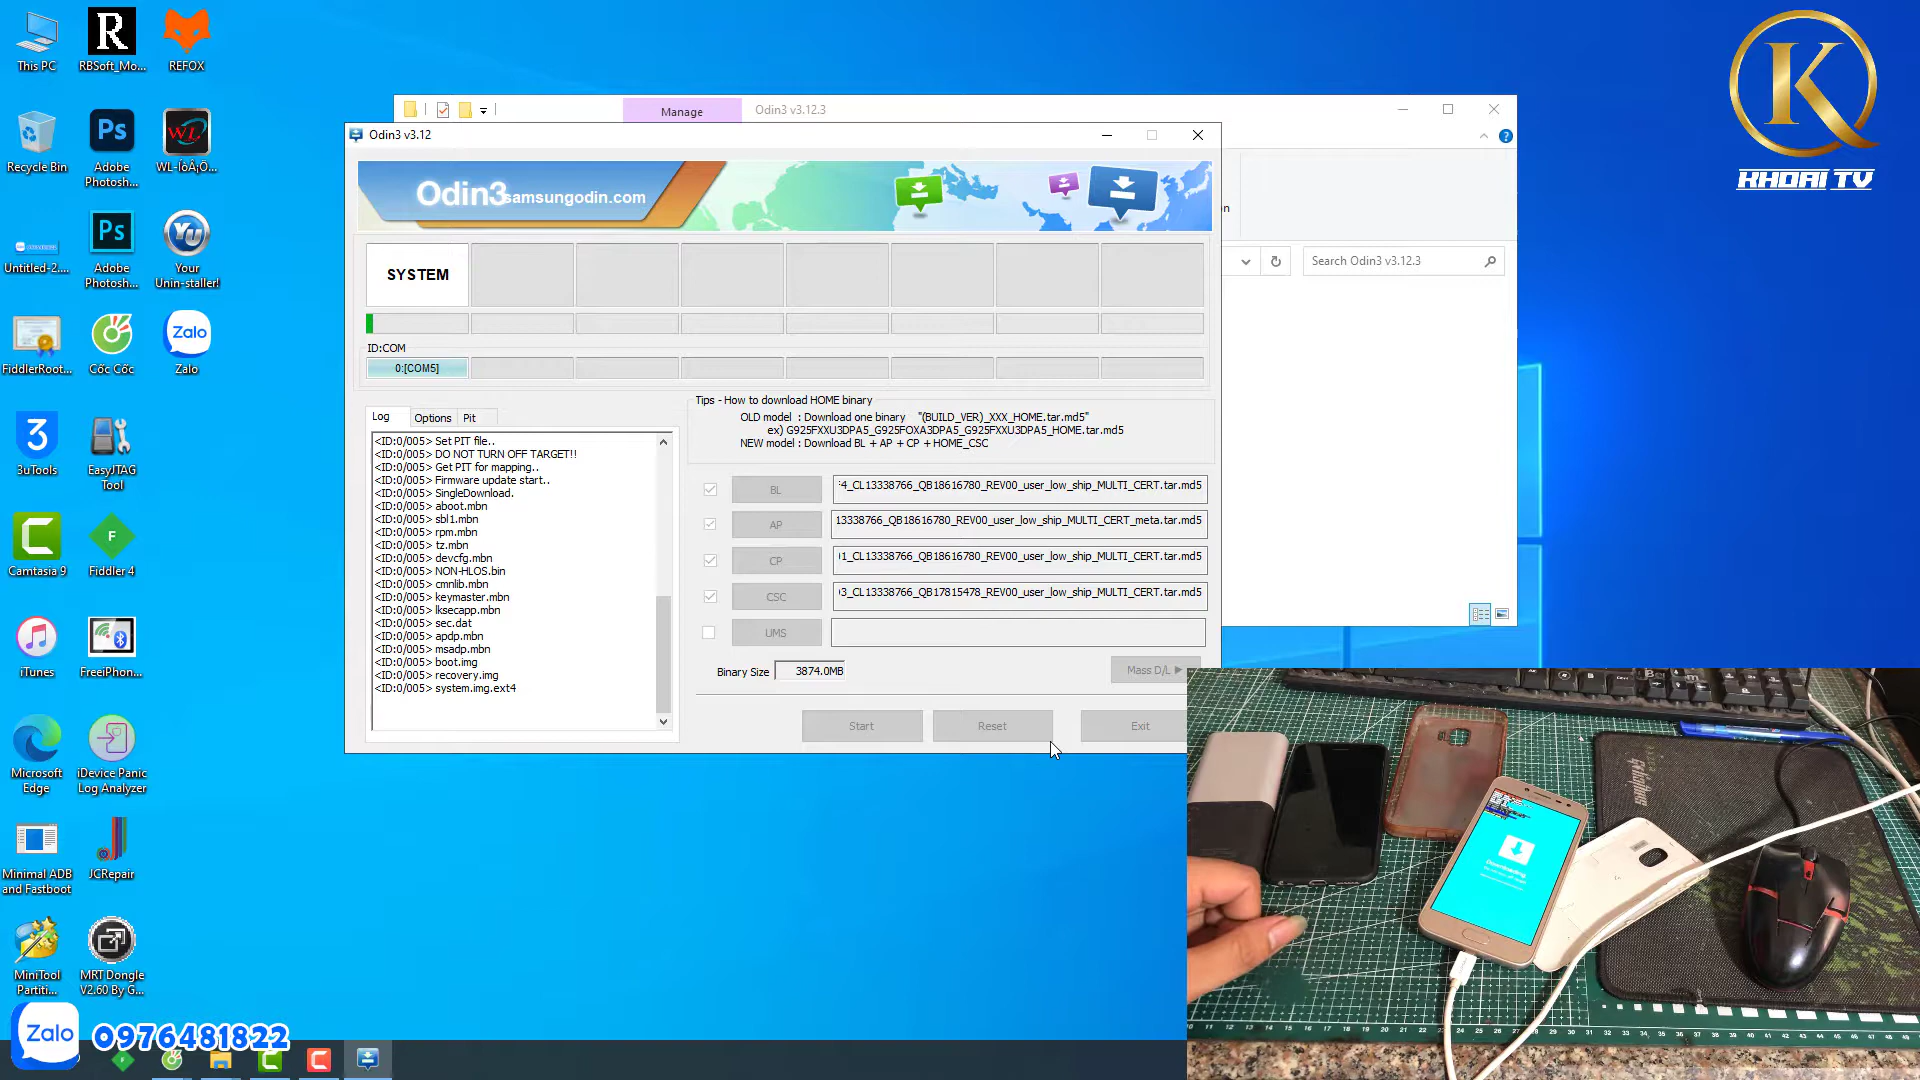 This PC
RBSoft_Mo...
REFOX
Recycle Bin
Adobe
Photosh...
Untitled-2....
Adobe
Photosh...
Your
Unin-staller!
FiddlerRoot...
Cốc Cốc
Zalo
Zalo
3uTools
EasyJTAG
Tool
Camtasia 9
Fiddler 4
iTunes
FreeiPhon...
Microsoft
Edge
iDevice Panic
Log Analyzer
Minimal ADB
and Fastboot
JCRepair
MiniTool
Partiti...
MRT Dongle
V2.60 By G...
Zalo
0976481822
Manage
Odin3 v3.12.3
Search Odin3 v3.12.3
Odin3 v3.12
Odin3
samsungodin.com
SYSTEM
ID:COM
0:[COM5]
Log
Options
Pit
<ID:0/005> Set PIT file..
<ID:0/005> DO NOT TURN OFF TARGET!!
<ID:0/005> Get PIT for mapping..
<ID:0/005> Firmware update start..
<ID:0/005> SingleDownload.
<ID:0/005> aboot.mbn
<ID:0/005> sbl1.mbn
<ID:0/005> rpm.mbn
<ID:0/005> tz.mbn
<ID:0/005> devcfg.mbn
<ID:0/005> NON-HLOS.bin
<ID:0/005> cmnlib.mbn
<ID:0/005> keymaster.mbn
<ID:0/005> lksecapp.mbn
<ID:0/005> sec.dat
<ID:0/005> apdp.mbn
<ID:0/005> msadp.mbn
<ID:0/005> boot.img
<ID:0/005> recovery.img
<ID:0/005> system.img.ext4
Tips - How to download HOME binary
OLD model : Download one binary "(BUILD_VER)_XXX_HOME.tar.md5"
ex) G925FXXU3DPA5_G925FOXA3DPA5_G925FXXU3DPA5_HOME.tar.md5
NEW model : Download BL + AP + CP + HOME_CSC
BL
4_CL13338766_QB18616780_REV00_user_low_ship_MULTI_CERT.tar.md5
AP
13338766_QB18616780_REV00_user_low_ship_MULTI_CERT_meta.tar.md5
CP
1_CL13338766_QB18616780_REV00_user_low_ship_MULTI_CERT.tar.md5
CSC
3_CL13338766_QB17815478_REV00_user_low_ship_MULTI_CERT.tar.md5
UMS
Binary Size
3874.0MB
Mass D/L
Start
Reset
Exit
K
KHOAI TV
Downloading